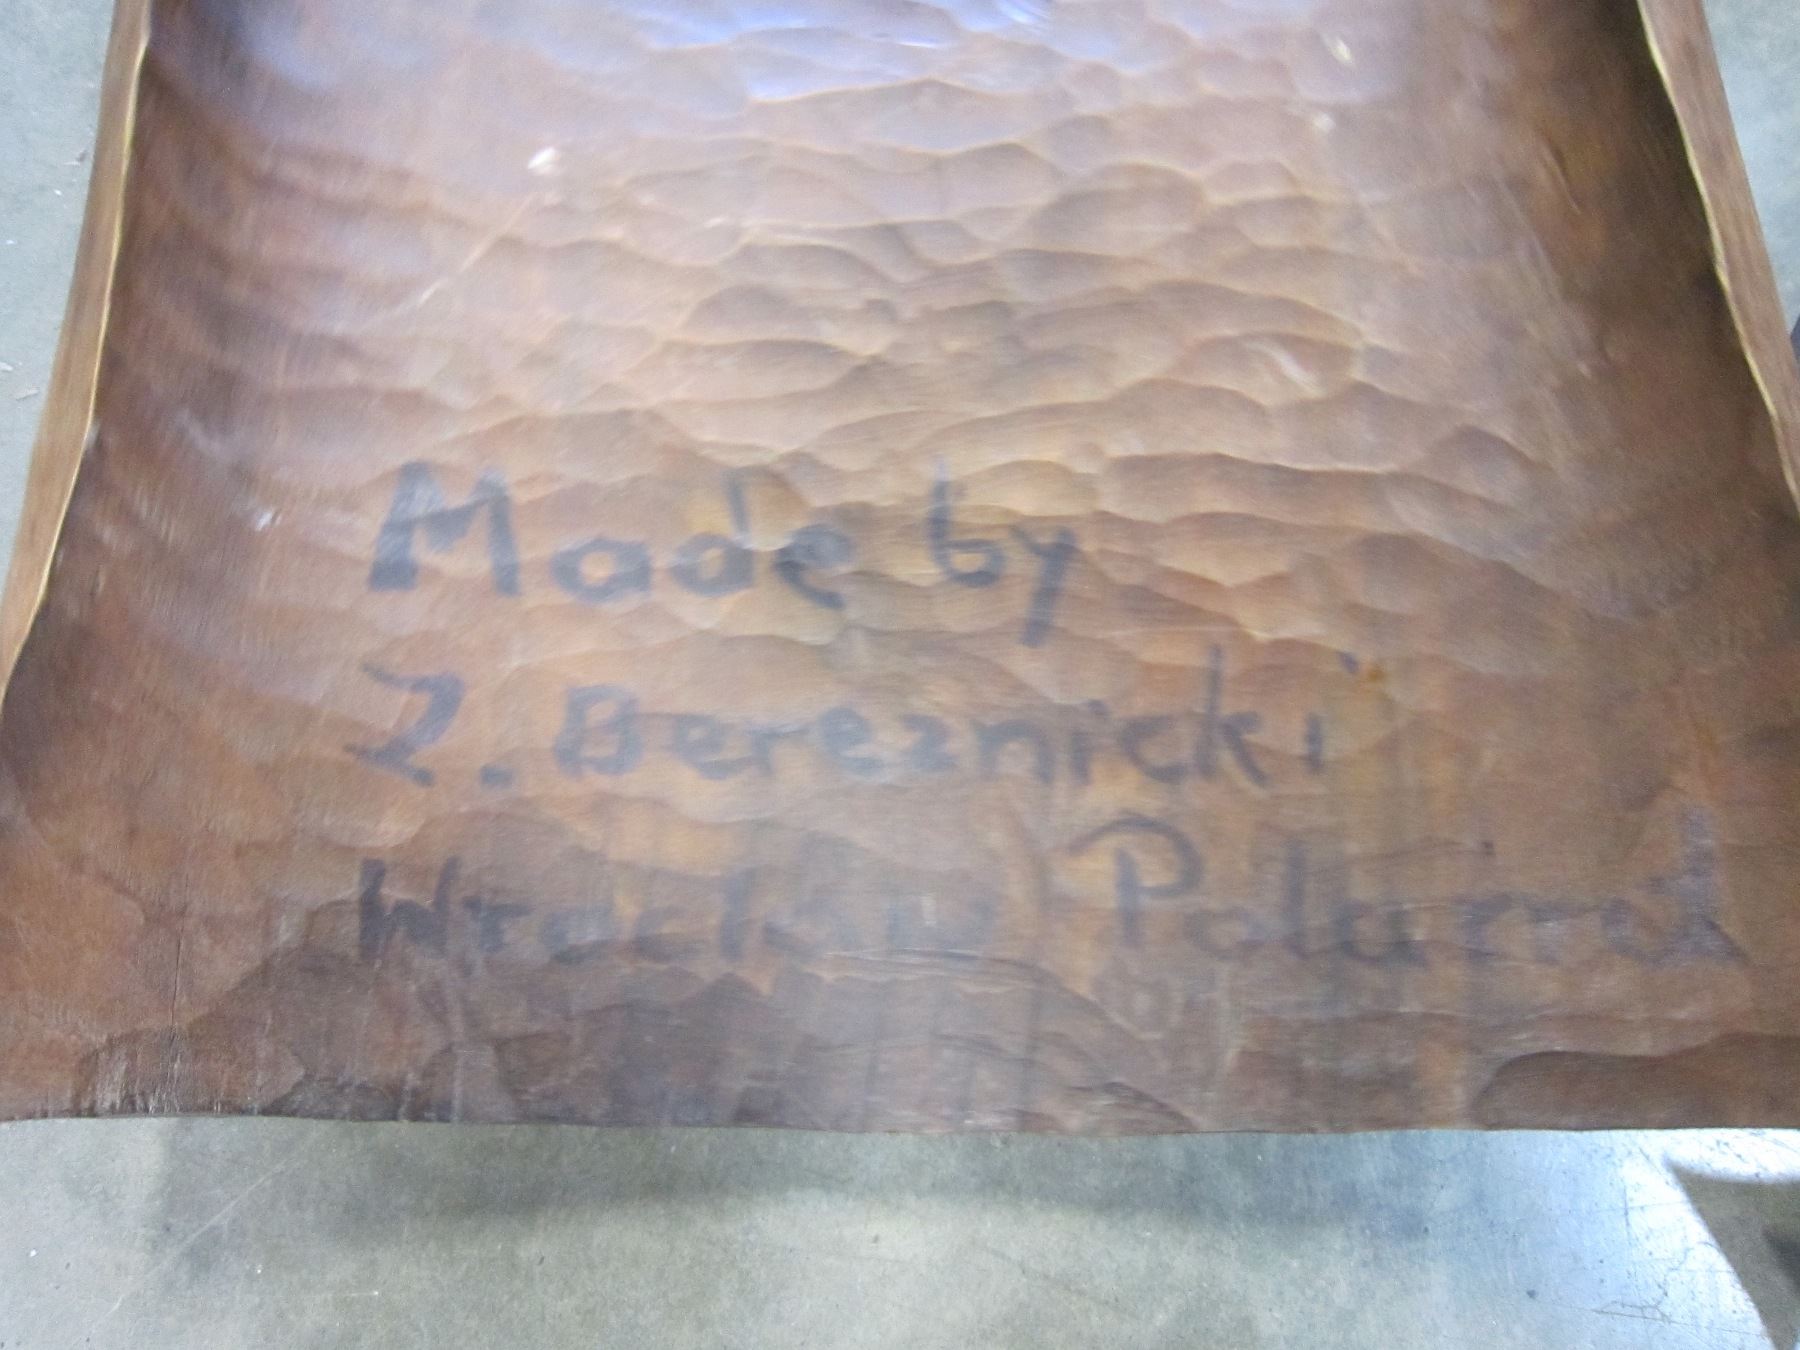 Made by
Z. Bereznicki
Wrocław Poland